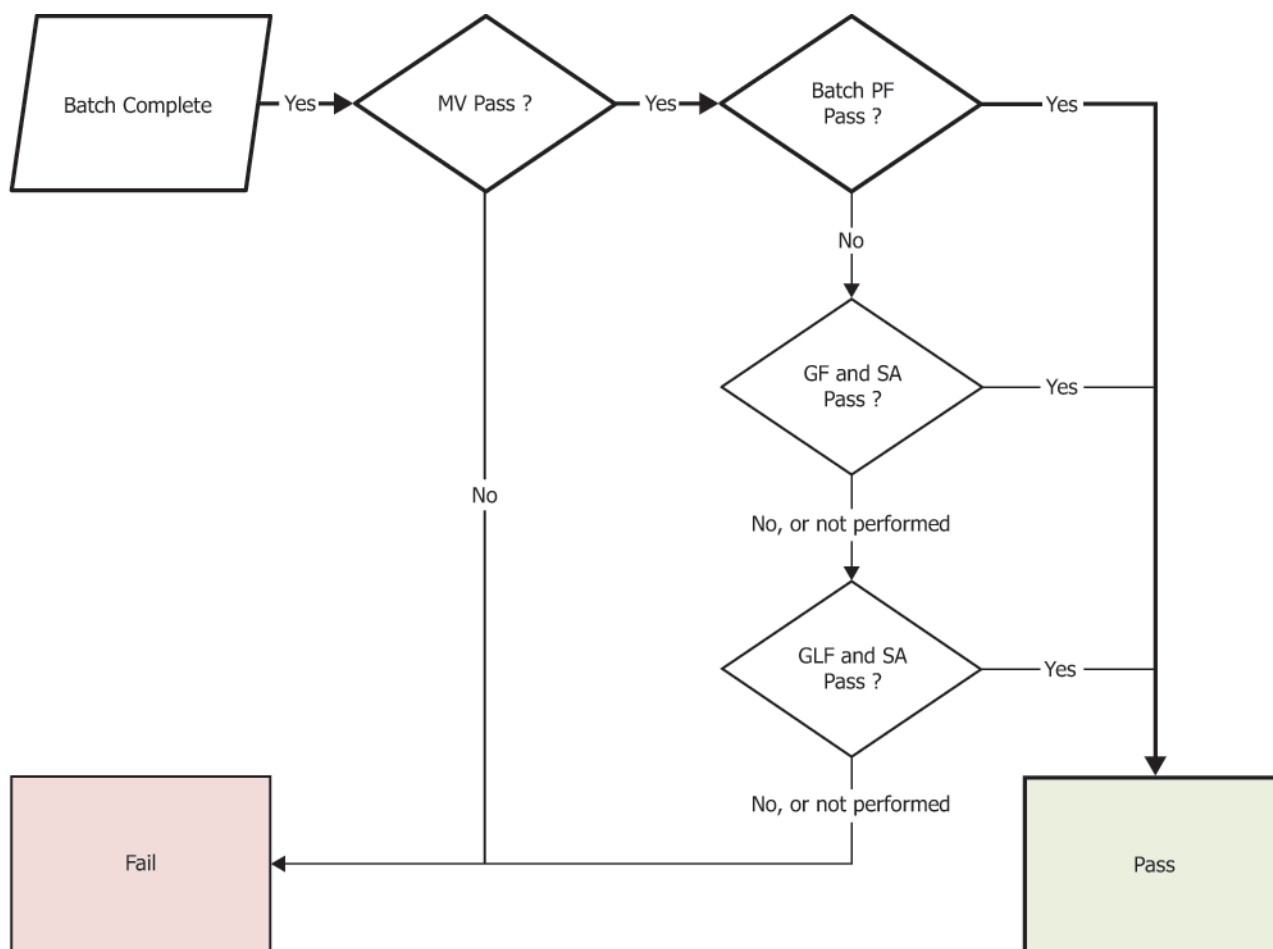 Batch Complete
Yes
MV Pass ?
Yes
Batch PF
Pass ?
Yes
No
GF and SA
Pass ?
Yes
No
No, or not performed
GLF and SA
Pass ?
Yes
No, or not performed
Fail
Pass